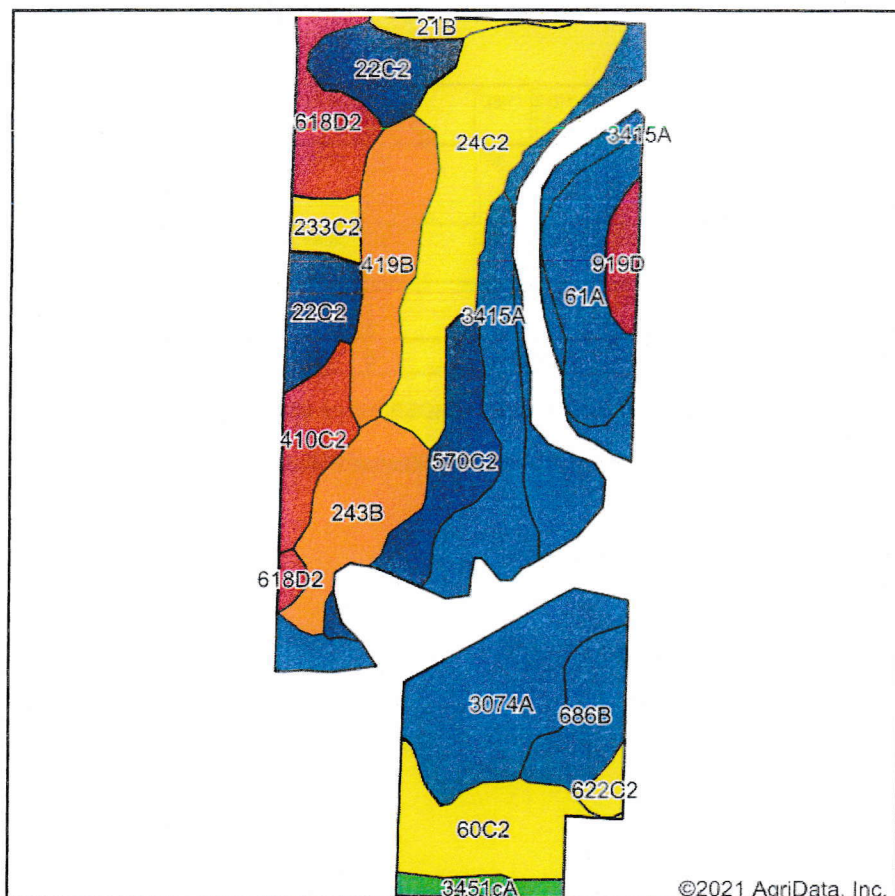 21B
22C2
618D2
24C2
3415A
233C2
419B
919D
61A
22C2
3415A
410C2
570C2
243B
618D2
3074A
686B
622C2
60C2
3451cA
©2021 AgriData, Inc.